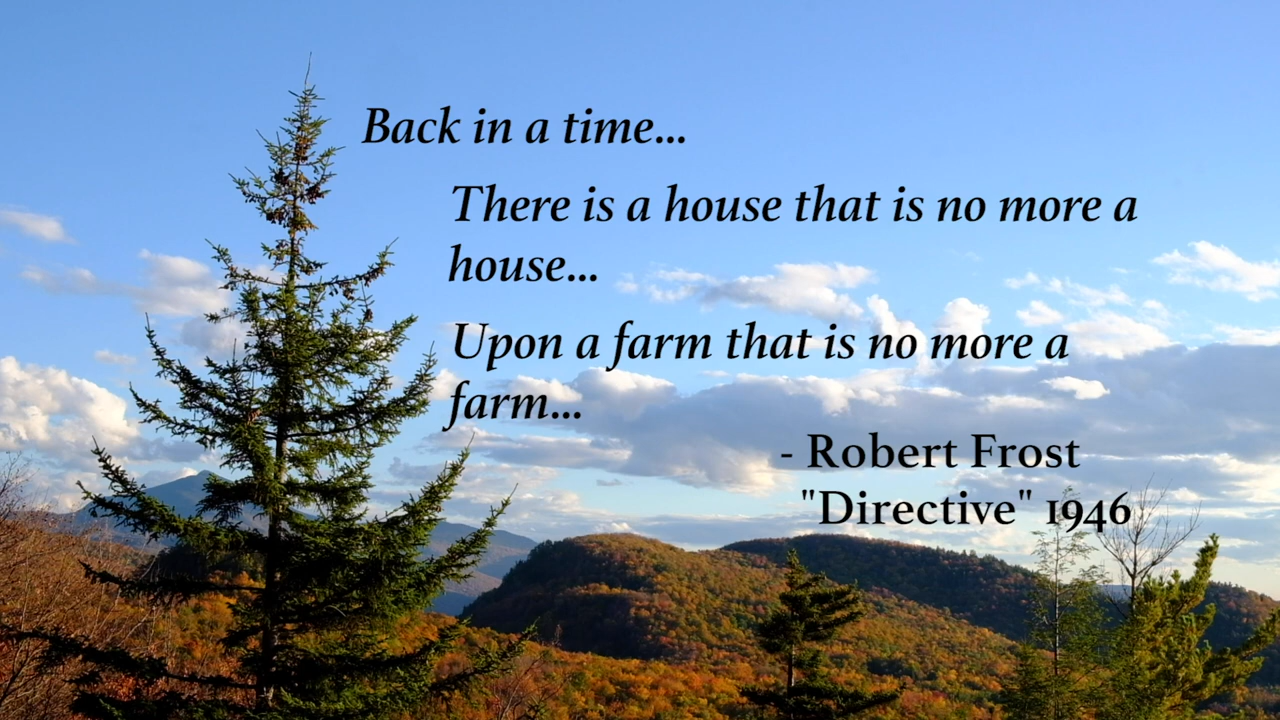 Back in a time...
There is a house that is no more a
house...
Upon a farm that is no more a
farm...
- Robert Frost
"Directive" 1946